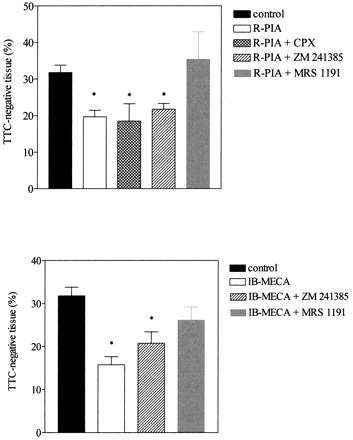 50
40
30
20
10
0
TTC-negative tissue (%)
* * *
control
R-PIA
R-PIA + CPX
R-PIA + ZM 241385
R-PIA + MRS 1191
40
30
20
10
0
TTC-negative tissue (%)
* *
control
IB-MECA
IB-MECA + ZM 241385
IB-MECA + MRS 1191